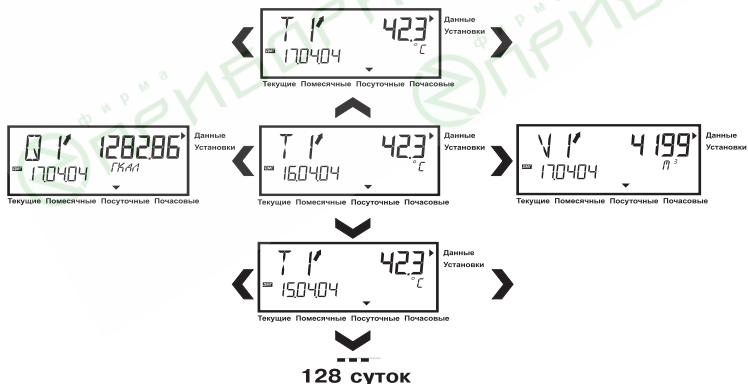 T 1 42.3 Данные
°C Установки
17.04.04
Текущие Помесячные Посуточные Почасовые
фирма
ПРИБОРИКА
Q 1 1282.86 Данные
ГКАЛ Установки
17.04.04
Текущие Помесячные Посуточные Почасовые
T 1 42.3 Данные
°C Установки
16.04.04
Текущие Помесячные Посуточные Почасовые
V 1 4199 Данные
м³ Установки
17.04.04
Текущие Помесячные Посуточные Почасовые
T 1 42.3 Данные
°C Установки
15.04.04
Текущие Помесячные Посуточные Почасовые
128 суток